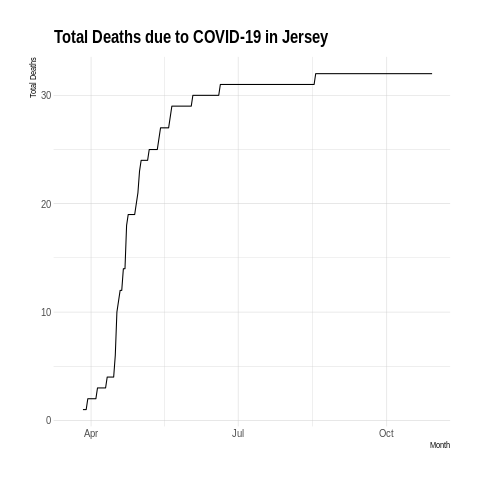 Total Deaths due to COVID-19 in Jersey
Total Deaths
30
20
10
0
Apr
Jul
Oct
Month